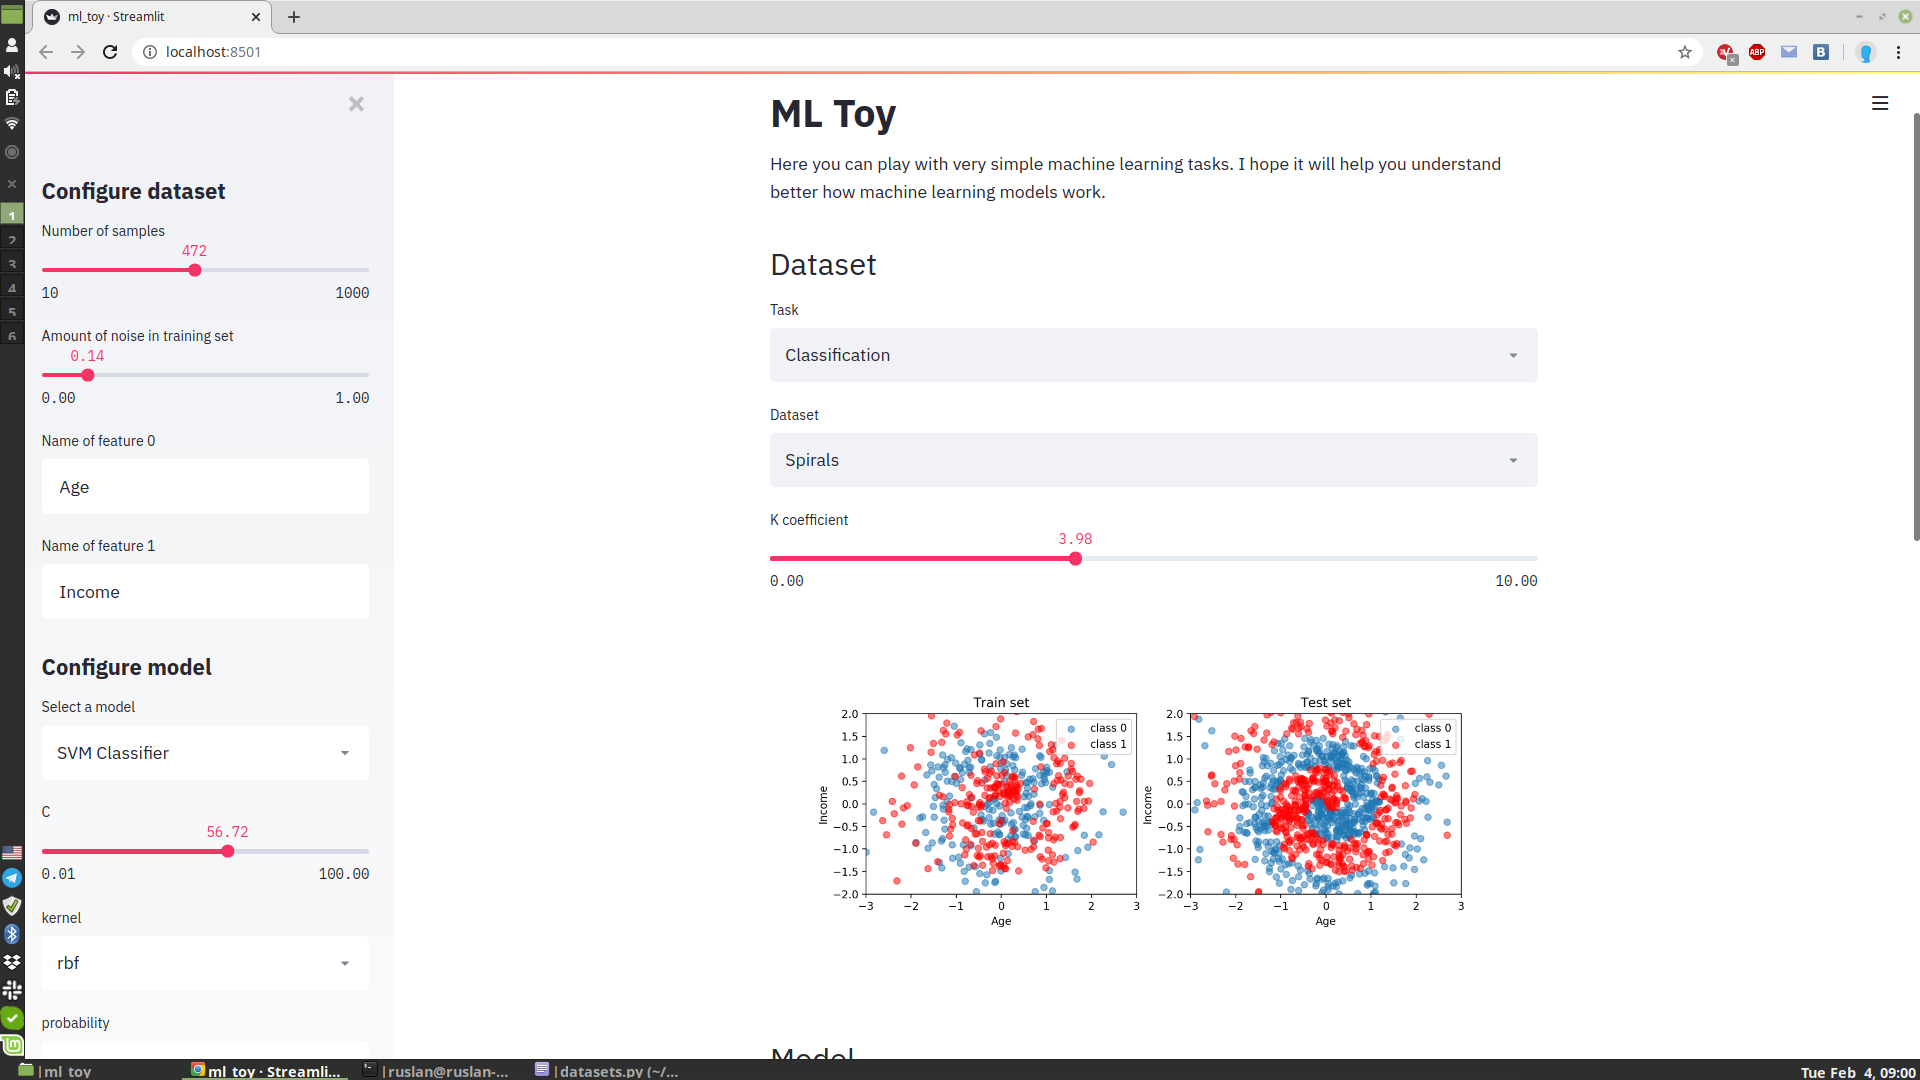 ml_toy · Streamlit
localhost:8501
ABP
B
1
2
3
4
5
6
Configure dataset
Number of samples
472
10 1000
Amount of noise in training set
0.14
0.00 1.00
Name of feature 0
Age
Name of feature 1
Income
Configure model
Select a model
SVM Classifier
C
56.72
0.01 100.00
kernel
rbf
probability
ML Toy
Here you can play with very simple machine learning tasks. I hope it will help you understand
better how machine learning models work.
Dataset
Task
Classification
Dataset
Spirals
K coefficient
3.98
0.00 10.00
Train set
class 0
class 1
2.0
1.5
1.0
0.5
0.0
−0.5
−1.0
−1.5
−2.0
−3 −2 −1 0 1 2 3
Income
Age
Test set
class 0
class 1
2.0
1.5
1.0
0.5
0.0
−0.5
−1.0
−1.5
−2.0
−3 −2 −1 0 1 2 3
Income
Age
Model
|ml_toy
ml_toy · Streamli...
|ruslan@ruslan-...
|datasets.py (~/...
Tue Feb 4, 09:00